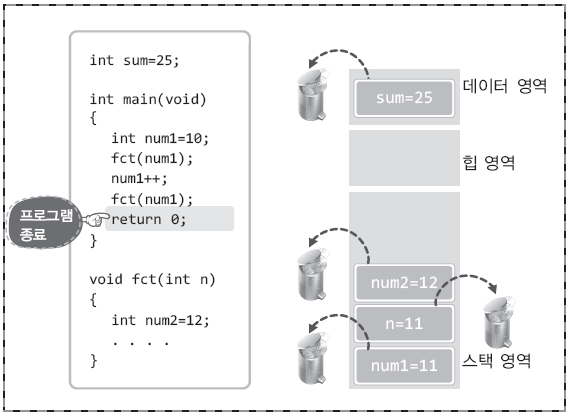 int sum=25;
int main(void)
{
int num1=10;
fct(num1);
num1++;
fct(num1);
return 0;
}
void fct(int n)
{
int num2=12;
. . . .
}
프로그램
종료
sum=25
데이터 영역
힙 영역
num2=12
n=11
num1=11
스택 영역